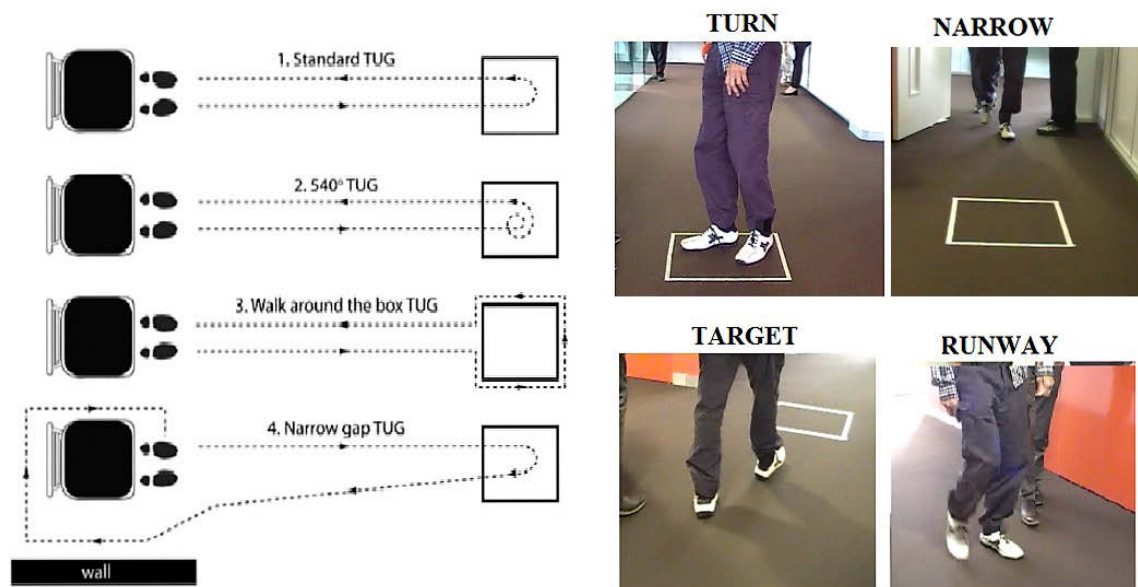 1. Standard TUG
2. 540° TUG
3. Walk around the box TUG
4. Narrow gap TUG
wall
TURN
NARROW
TARGET
RUNWAY